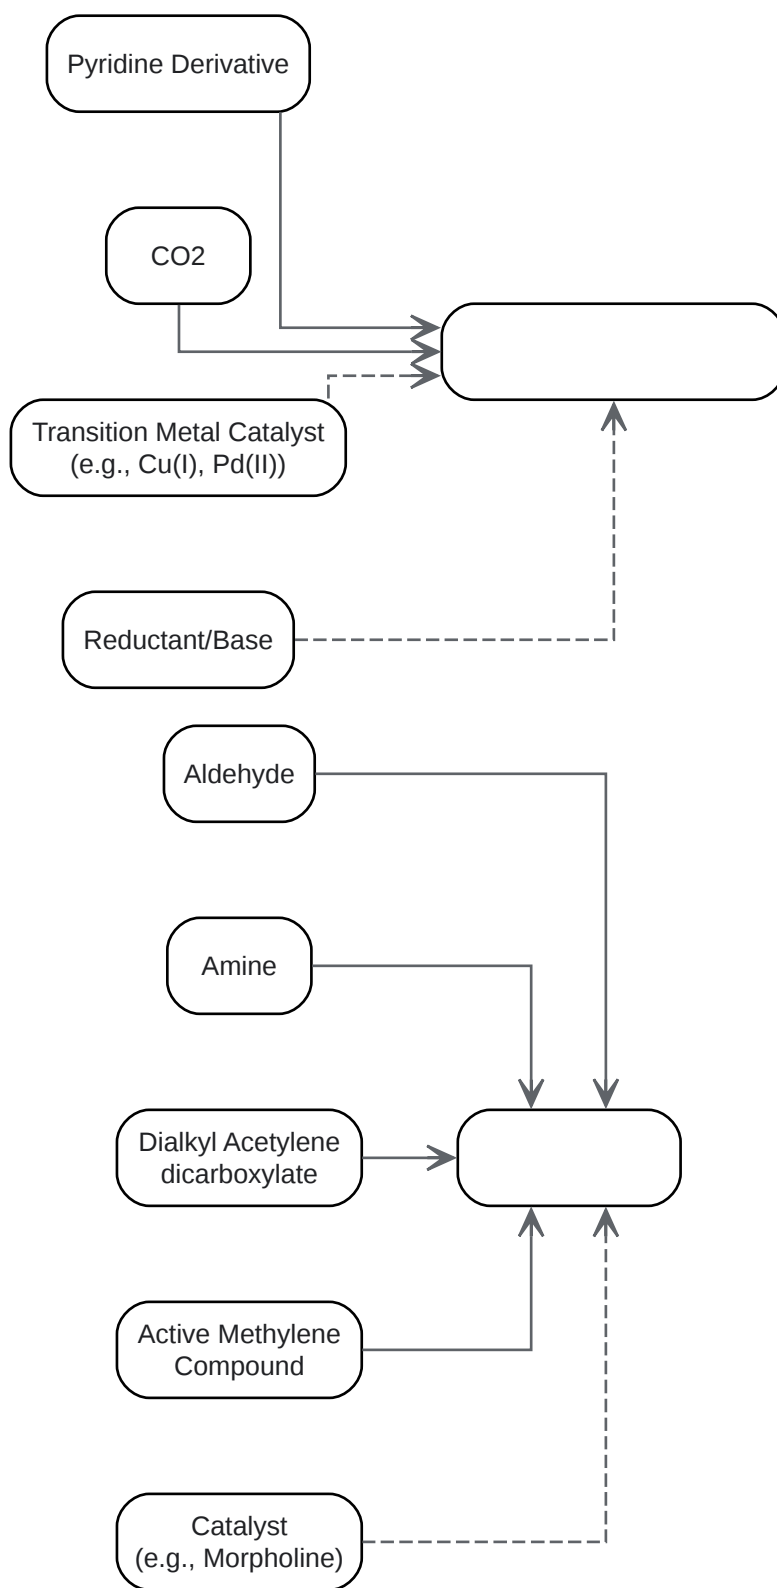 Pyridine Derivative
CO2
Transition Metal Catalyst
(e.g., Cu(I), Pd(II))
Reductant/Base
Aldehyde
Amine
Dialkyl Acetylene
dicarboxylate
Active Methylene
Compound
Catalyst
(e.g., Morpholine)